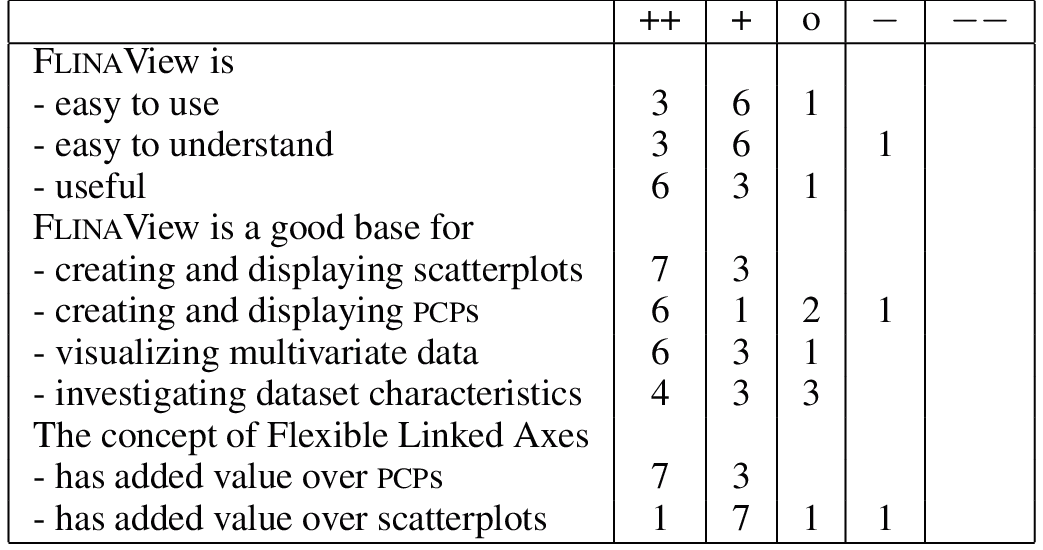 ++ + o − −−
FLINAView is
- easy to use 3 6 1
- easy to understand 3 6 1
- useful 6 3 1
FLINAView is a good base for
- creating and displaying scatterplots 7 3
- creating and displaying PCPs 6 1 2 1
- visualizing multivariate data 6 3 1
- investigating dataset characteristics 4 3 3
The concept of Flexible Linked Axes
- has added value over PCPs 7 3
- has added value over scatterplots 1 7 1 1